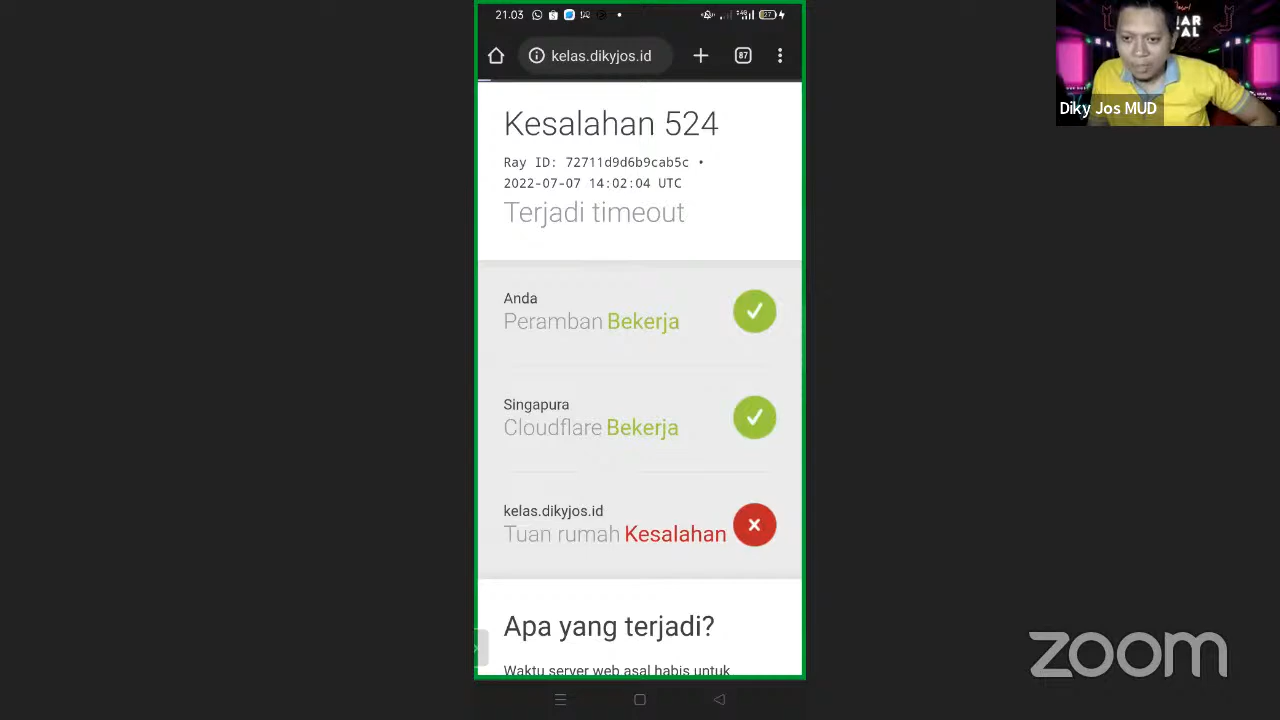 21.03
27
kelas.dikyjos.id
87
Kesalahan 524
Ray ID: 72711d9d6b9cab5c •
2022-07-07 14:02:04 UTC
Terjadi timeout
Anda
Peramban Bekerja
Singapura
Cloudflare Bekerja
kelas.dikyjos.id
Tuan rumah Kesalahan
Apa yang terjadi?
Waktu server web asal habis untuk
Diky Jos MUD
zoom